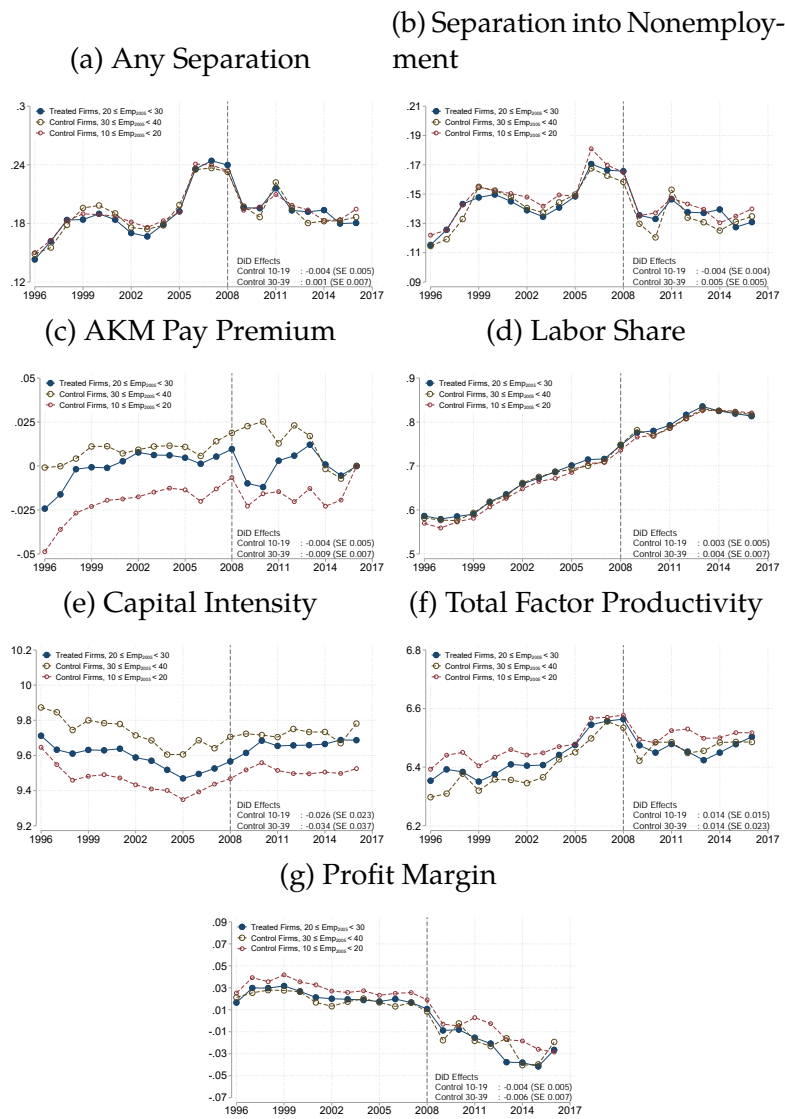 (a) Any Separation
(b) Separation into Nonemploy-
ment
.3
.24
.18
.12
Treated Firms, 20 ≤ Emp₂₀₀₅ < 30
Control Firms, 30 ≤ Emp₂₀₀₅ < 40
Control Firms, 10 ≤ Emp₂₀₀₅ < 20
DiD Effects
Control 10-19 : -0.004 (SE 0.005)
Control 30-39 : 0.001 (SE 0.007)
1996 1999 2002 2005 2008 2011 2014 2017
.21
.19
.17
.15
.13
.11
.09
Treated Firms, 20 ≤ Emp₂₀₀₅ < 30
Control Firms, 30 ≤ Emp₂₀₀₅ < 40
Control Firms, 10 ≤ Emp₂₀₀₅ < 20
DiD Effects
Control 10-19 : -0.004 (SE 0.004)
Control 30-39 : 0.005 (SE 0.005)
1996 1999 2002 2005 2008 2011 2014 2017
(c) AKM Pay Premium
(d) Labor Share
.05
.025
0
-.025
-.05
Treated Firms, 20 ≤ Emp₂₀₀₅ < 30
Control Firms, 30 ≤ Emp₂₀₀₅ < 40
Control Firms, 10 ≤ Emp₂₀₀₅ < 20
DiD Effects
Control 10-19 : -0.004 (SE 0.005)
Control 30-39 : -0.009 (SE 0.007)
1996 1999 2002 2005 2008 2011 2014 2017
.9
.8
.7
.6
.5
Treated Firms, 20 ≤ Emp₂₀₀₅ < 30
Control Firms, 30 ≤ Emp₂₀₀₅ < 40
Control Firms, 10 ≤ Emp₂₀₀₅ < 20
DiD Effects
Control 10-19 : 0.003 (SE 0.005)
Control 30-39 : 0.004 (SE 0.007)
1996 1999 2002 2005 2008 2011 2014 2017
(e) Capital Intensity
(f) Total Factor Productivity
10.2
10
9.8
9.6
9.4
9.2
Treated Firms, 20 ≤ Emp₂₀₀₅ < 30
Control Firms, 30 ≤ Emp₂₀₀₅ < 40
Control Firms, 10 ≤ Emp₂₀₀₅ < 20
DiD Effects
Control 10-19 : -0.026 (SE 0.023)
Control 30-39 : -0.034 (SE 0.037)
1996 1999 2002 2005 2008 2011 2014 2017
6.8
6.6
6.4
6.2
Treated Firms, 20 ≤ Emp₂₀₀₅ < 30
Control Firms, 30 ≤ Emp₂₀₀₅ < 40
Control Firms, 10 ≤ Emp₂₀₀₅ < 20
DiD Effects
Control 10-19 : 0.014 (SE 0.015)
Control 30-39 : 0.014 (SE 0.023)
1996 1999 2002 2005 2008 2011 2014 2017
(g) Profit Margin
.09
.07
.05
.03
.01
-.01
-.03
-.05
-.07
Treated Firms, 20 ≤ Emp₂₀₀₅ < 30
Control Firms, 30 ≤ Emp₂₀₀₅ < 40
Control Firms, 10 ≤ Emp₂₀₀₅ < 20
DiD Effects
Control 10-19 : -0.004 (SE 0.005)
Control 30-39 : -0.006 (SE 0.007)
1996 1999 2002 2005 2008 2011 2014 2017